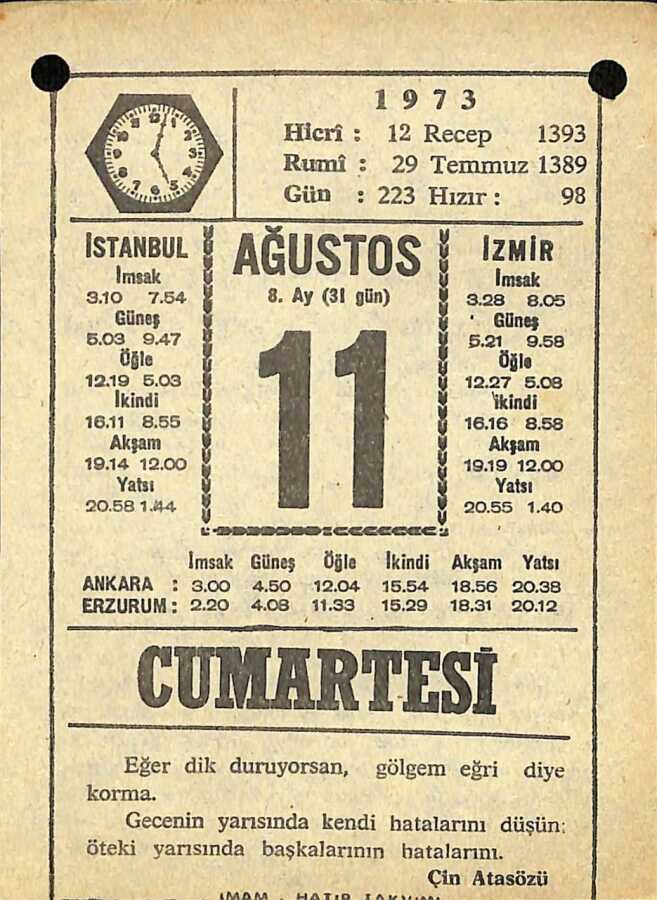 1973
Hicrî : 12 Recep 1393
Rumî : 29 Temmuz 1389
Gün : 223 Hızır : 98
İSTANBUL
İmsak
3.10 7.54
Güneş
5.03 9.47
Öğle
12.19 5.03
İkindi
16.11 8.55
Akşam
19.14 12.00
Yatsı
20.58 1.44
AĞUSTOS
8. Ay (31 gün)
11
İZMİR
İmsak
3.28 8.05
Güneş
5.21 9.58
Öğle
12.27 5.08
İkindi
16.16 8.58
Akşam
19.19 12.00
Yatsı
20.55 1.40
İmsak Güneş Öğle İkindi Akşam Yatsı
ANKARA : 3.00 4.50 12.04 15.54 18.56 20.38
ERZURUM : 2.20 4.08 11.33 15.29 18.31 20.12
CUMARTESİ
Eğer dik duruyorsan, gölgem eğri diye
korma.
Gecenin yarısında kendi hatalarını düşün:
öteki yarısında başkalarının hatalarını.
Çin Atasözü
İMAM - HATİP TAKVİMİ